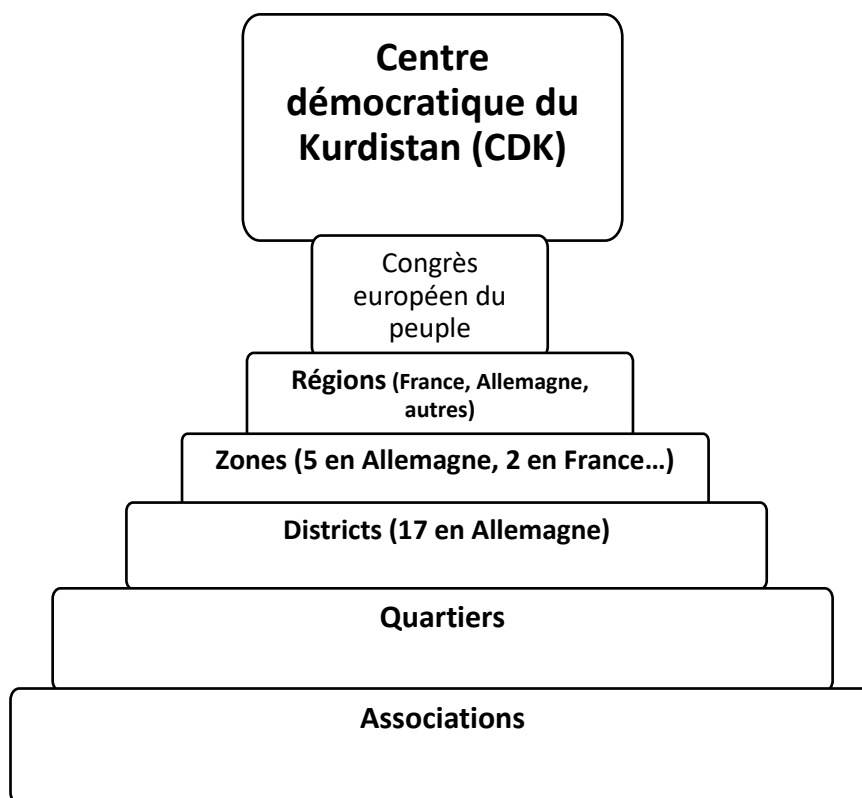 Centre
démocratique du
Kurdistan (CDK)
Congrès
européen du
peuple
Régions (France, Allemagne,
autres)
Zones (5 en Allemagne, 2 en France…)
Districts (17 en Allemagne)
Quartiers
Associations